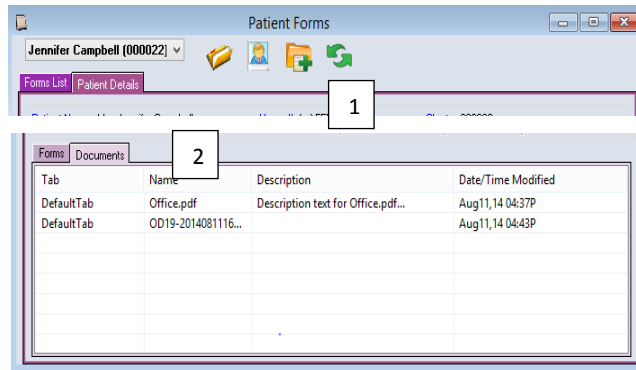 Patient Forms
Jennifer Campbell (000022)
Forms List Patient Details
1
Forms Documents
2
Tab Name Description Date/Time Modified
DefaultTab Office.pdf Description text for Office.pdf... Aug11,14 04:37P
DefaultTab OD19-2014081116... Aug11,14 04:43P